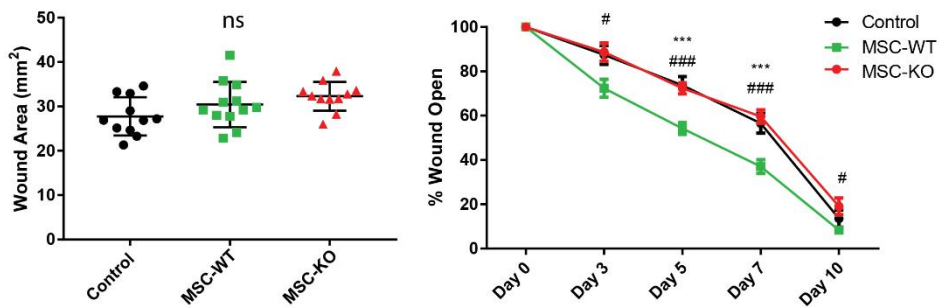 ns
Wound Area (mm²)
50
40
30
20
10
0
Control
MSC-WT
MSC-KO
% Wound Open
100
80
60
40
20
0
#
***
###
***
###
#
Control
MSC-WT
MSC-KO
Day 0
Day 3
Day 5
Day 7
Day 10